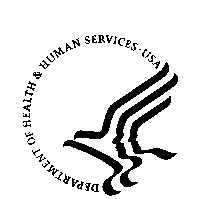 DEPARTMENT OF HEALTH & HUMAN SERVICES·USA